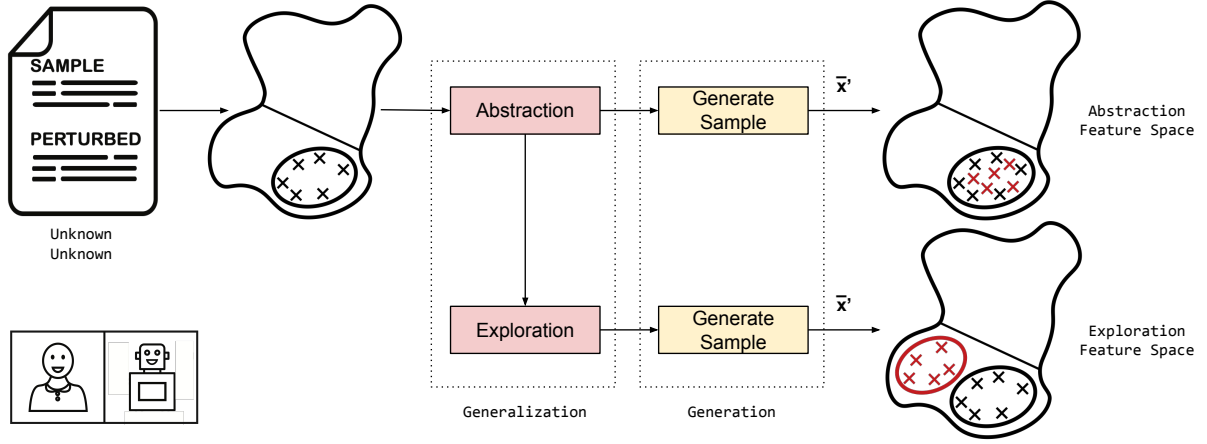 SAMPLE
PERTURBED
Unknown
Unknown
Abstraction
Exploration
Generalization
Generate
Sample
Generate
Sample
Generation
x̄'
x̄'
Abstraction
Feature Space
Exploration
Feature Space